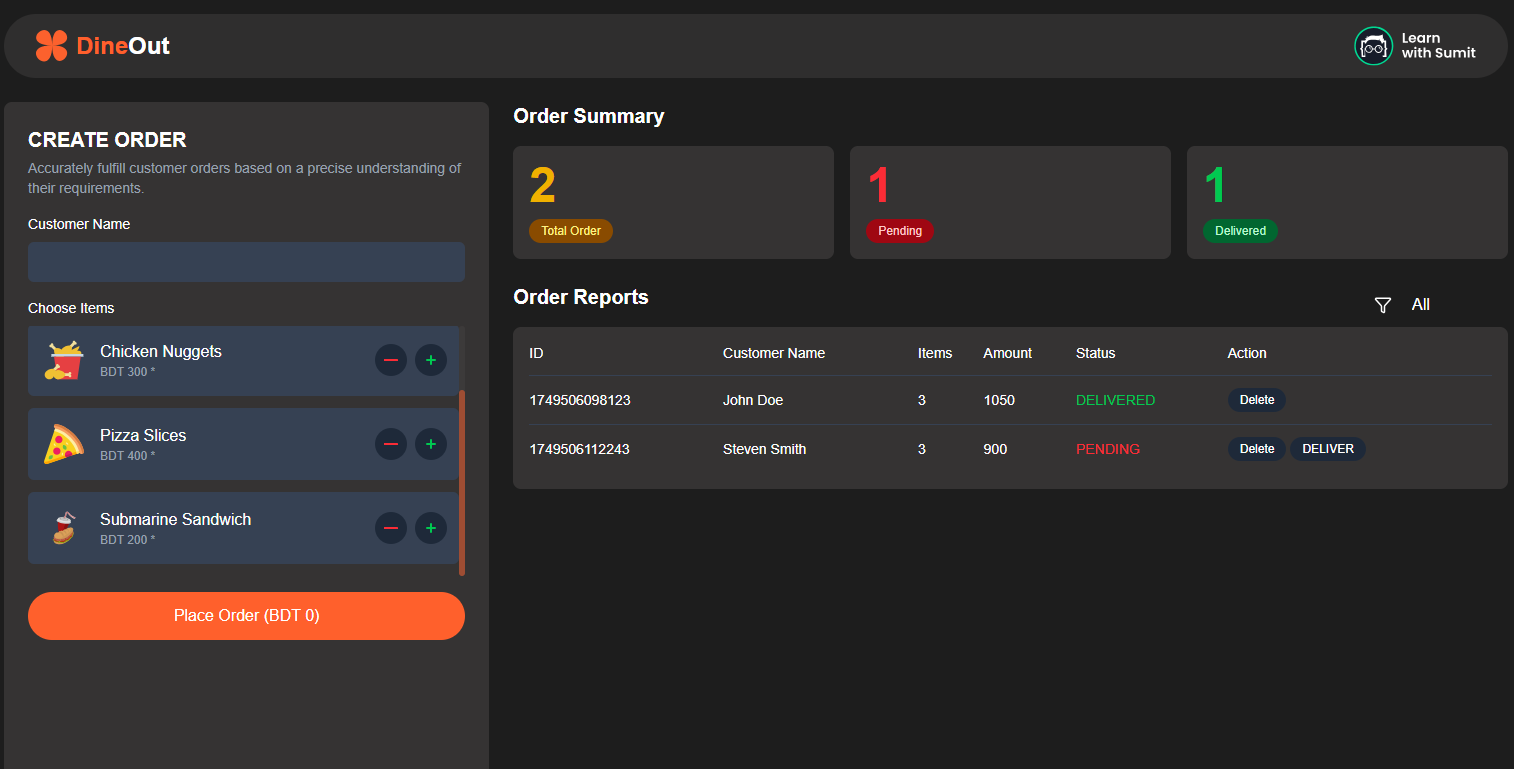 DineOut
Learn
with Sumit
CREATE ORDER
Accurately fulfill customer orders based on a precise understanding of
their requirements.
Customer Name
Choose Items
Chicken Nuggets
BDT 300 *
Pizza Slices
BDT 400 *
Submarine Sandwich
BDT 200 *
Place Order (BDT 0)
Order Summary
2
Total Order
1
Pending
1
Delivered
Order Reports
All
ID Customer Name Items Amount Status Action
1749506098123 John Doe 3 1050 DELIVERED Delete
1749506112243 Steven Smith 3 900 PENDING Delete DELIVER